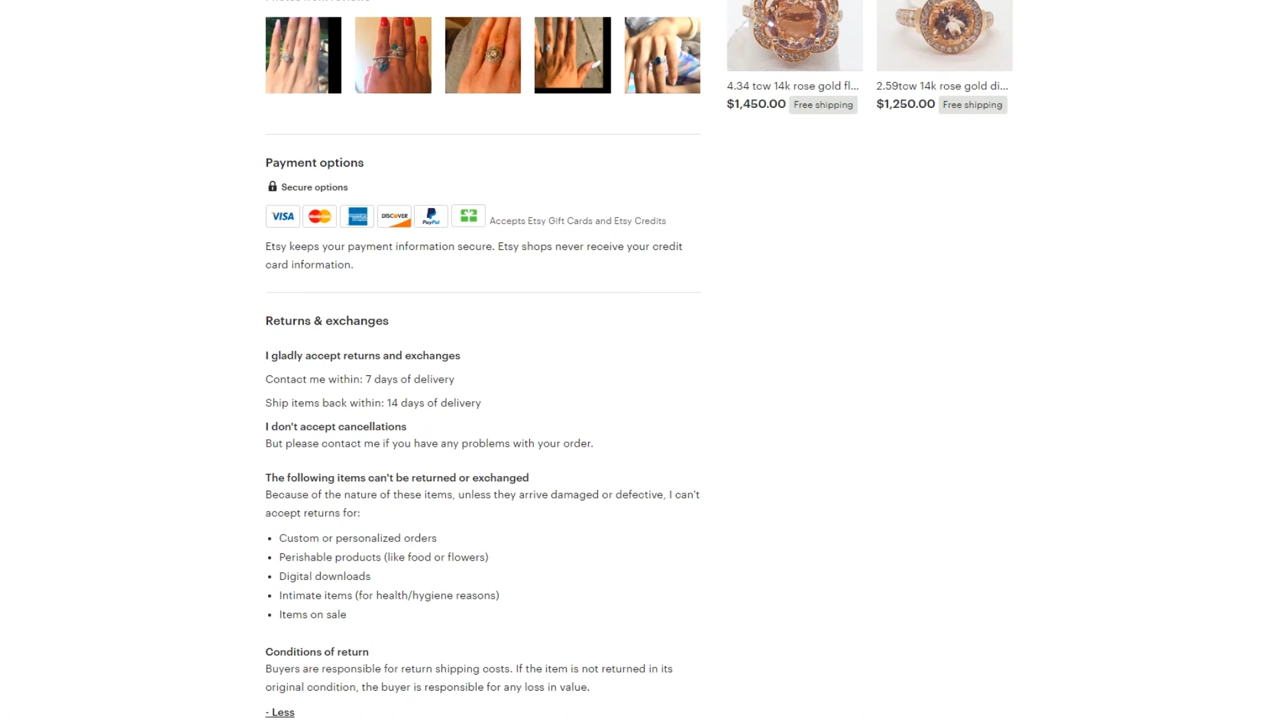 4.34 tcw 14k rose gold fl...
2.59tcw 14k rose gold di...
$1,450.00 Free shipping
$1,250.00 Free shipping
Payment options
Secure options
VISA MasterCard AMERICAN EXPRESS DISCOVER PayPal Accepts Etsy Gift Cards and Etsy Credits
Etsy keeps your payment information secure. Etsy shops never receive your credit
card information.
Returns & exchanges
I gladly accept returns and exchanges
Contact me within: 7 days of delivery
Ship items back within: 14 days of delivery
I don't accept cancellations
But please contact me if you have any problems with your order.
The following items can't be returned or exchanged
Because of the nature of these items, unless they arrive damaged or defective, I can't
accept returns for:
• Custom or personalized orders
• Perishable products (like food or flowers)
• Digital downloads
• Intimate items (for health/hygiene reasons)
• Items on sale
Conditions of return
Buyers are responsible for return shipping costs. If the item is not returned in its
original condition, the buyer is responsible for any loss in value.
- Less